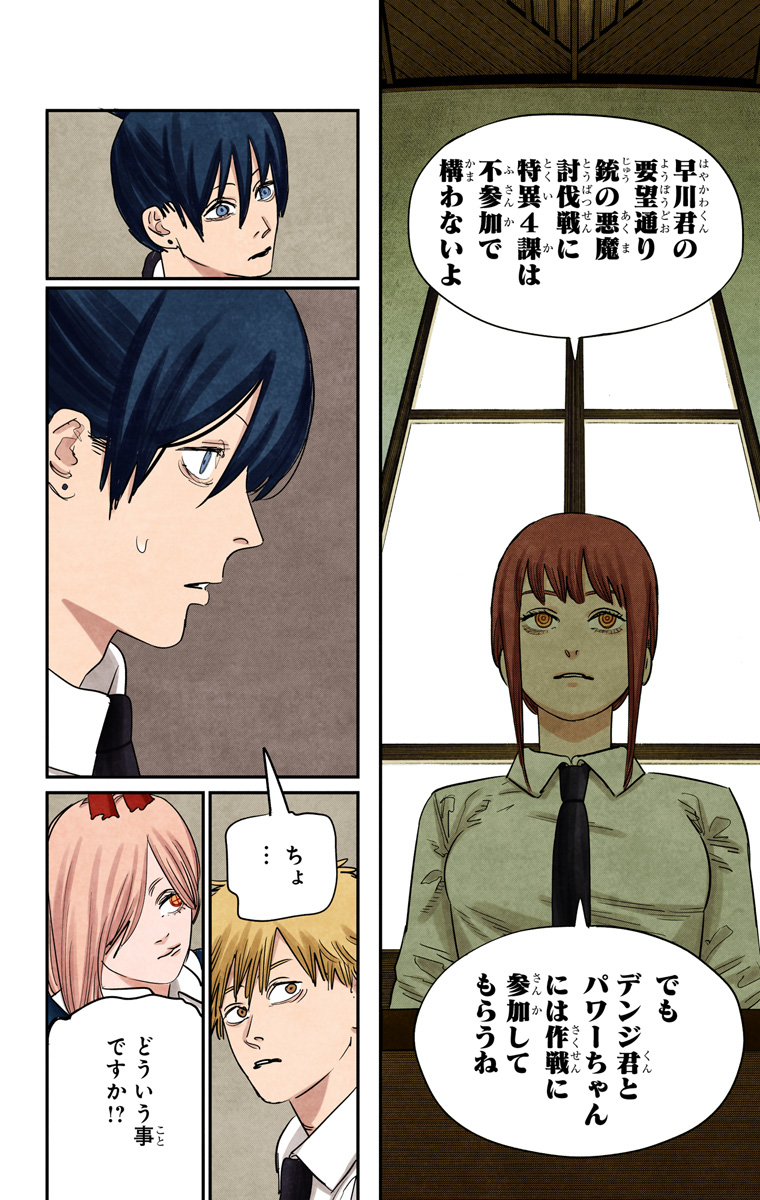 早川君の
要望通り
銃の悪魔
討伐戦に
特異４課は
不参加で
構わないよ
でも
デンジ君と
パワーちゃん
には作戦に
参加して
もらうね
ちょ
…
どういう事
ですか!?